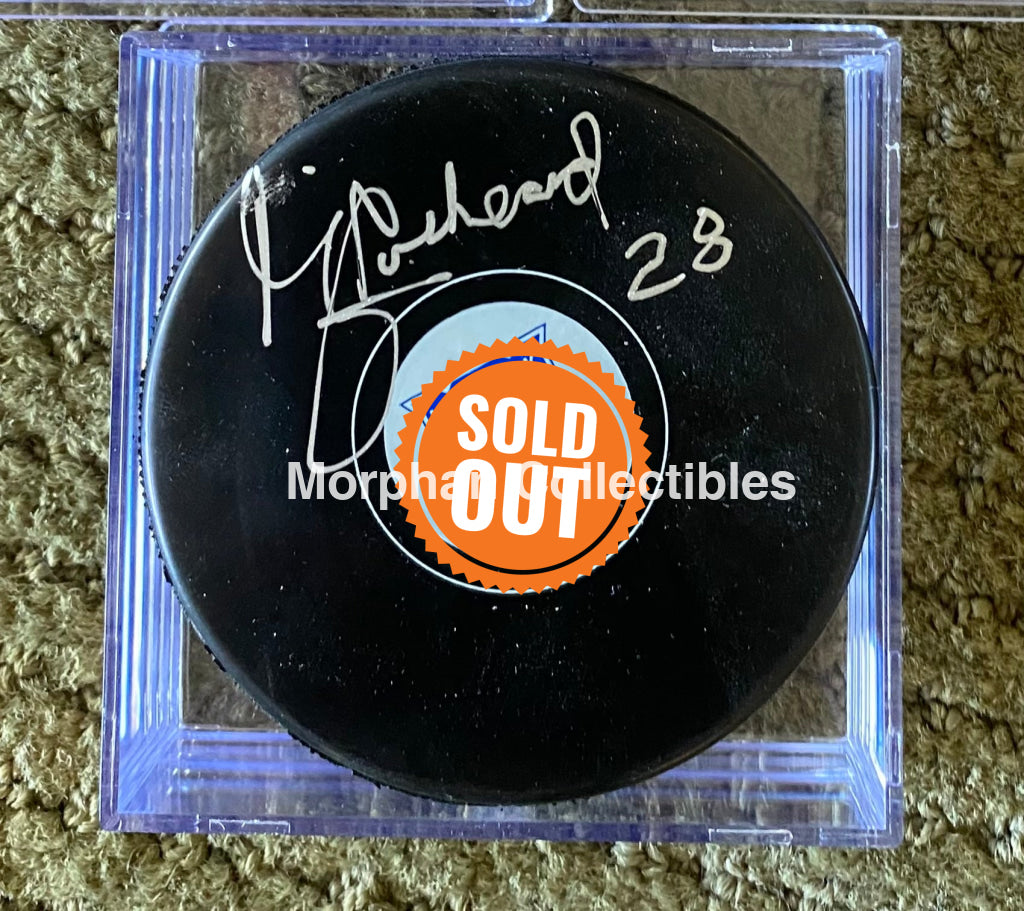 28
SOLD
OUT
Morphan Collectibles